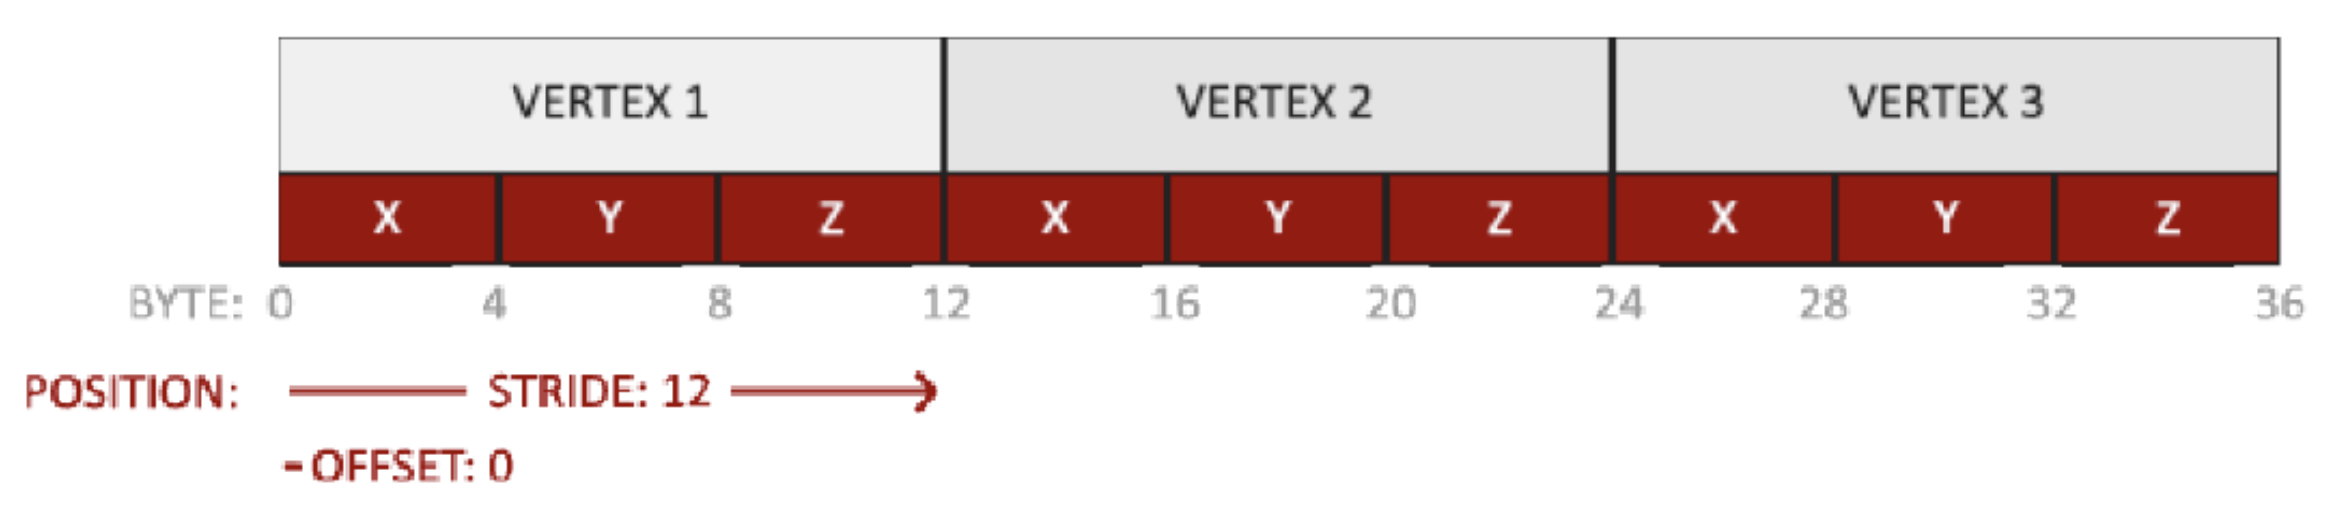 VERTEX 1 VERTEX 2 VERTEX 3
X Y Z X Y Z X Y Z
BYTE: 0 4 8 12 16 20 24 28 32 36
POSITION: STRIDE: 12
-OFFSET: 0